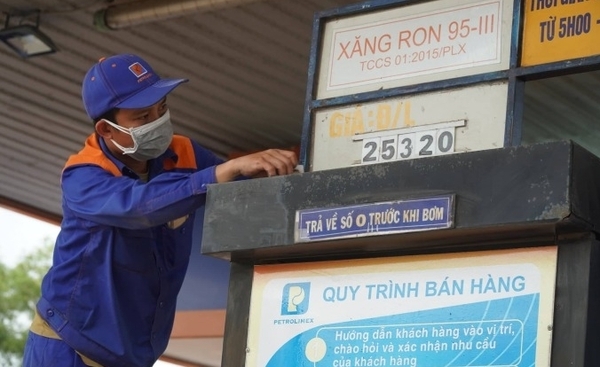 XĂNG RON 95-III
TCCS 01:2015/PLX
TỪ 5H00 -
Giá: Đ/L
25320
TRẢ VỀ SỐ 0 TRƯỚC KHI BƠM
QUY TRÌNH BÁN HÀNG
PETROLIMEX
Hướng dẫn khách hàng vào vị trí,
chào hỏi và xác nhận nhu cầu
của khách hàng